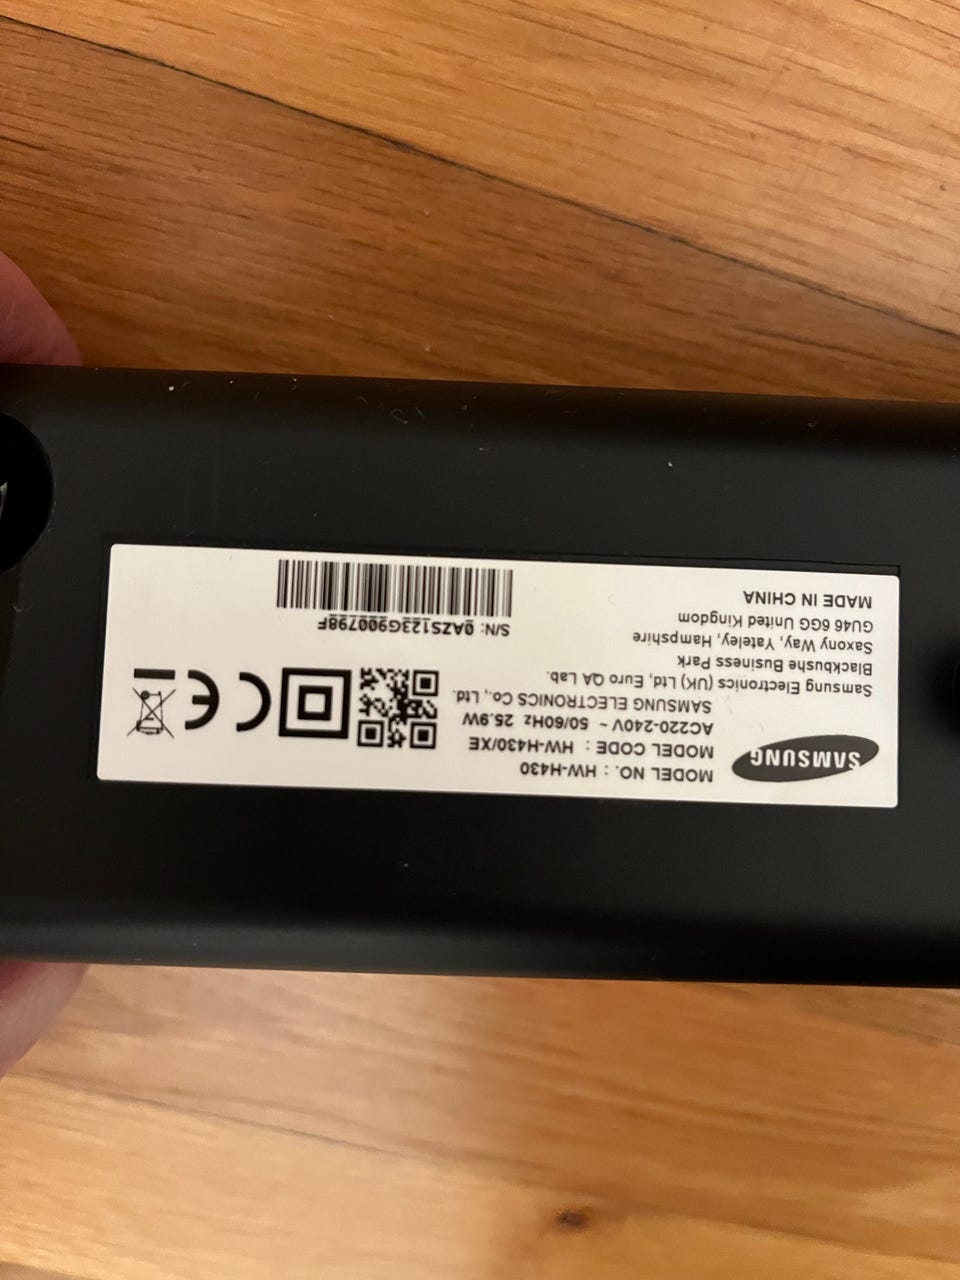 SAMSUNG
MODEL NO. : HW-H430
MODEL CODE : HW-H430/XE
AC220-240V ~ 50/60Hz 25.9W
SAMSUNG ELECTRONICS Co., Ltd.
Samsung Electronics (UK) Ltd, Euro QA Lab.
Blackbushe Business Park
Saxony Way, Yateley, Hampshire,
GU46 6GG United Kingdom
MADE IN CHINA
CE
S/N: 0AZS123G900798F